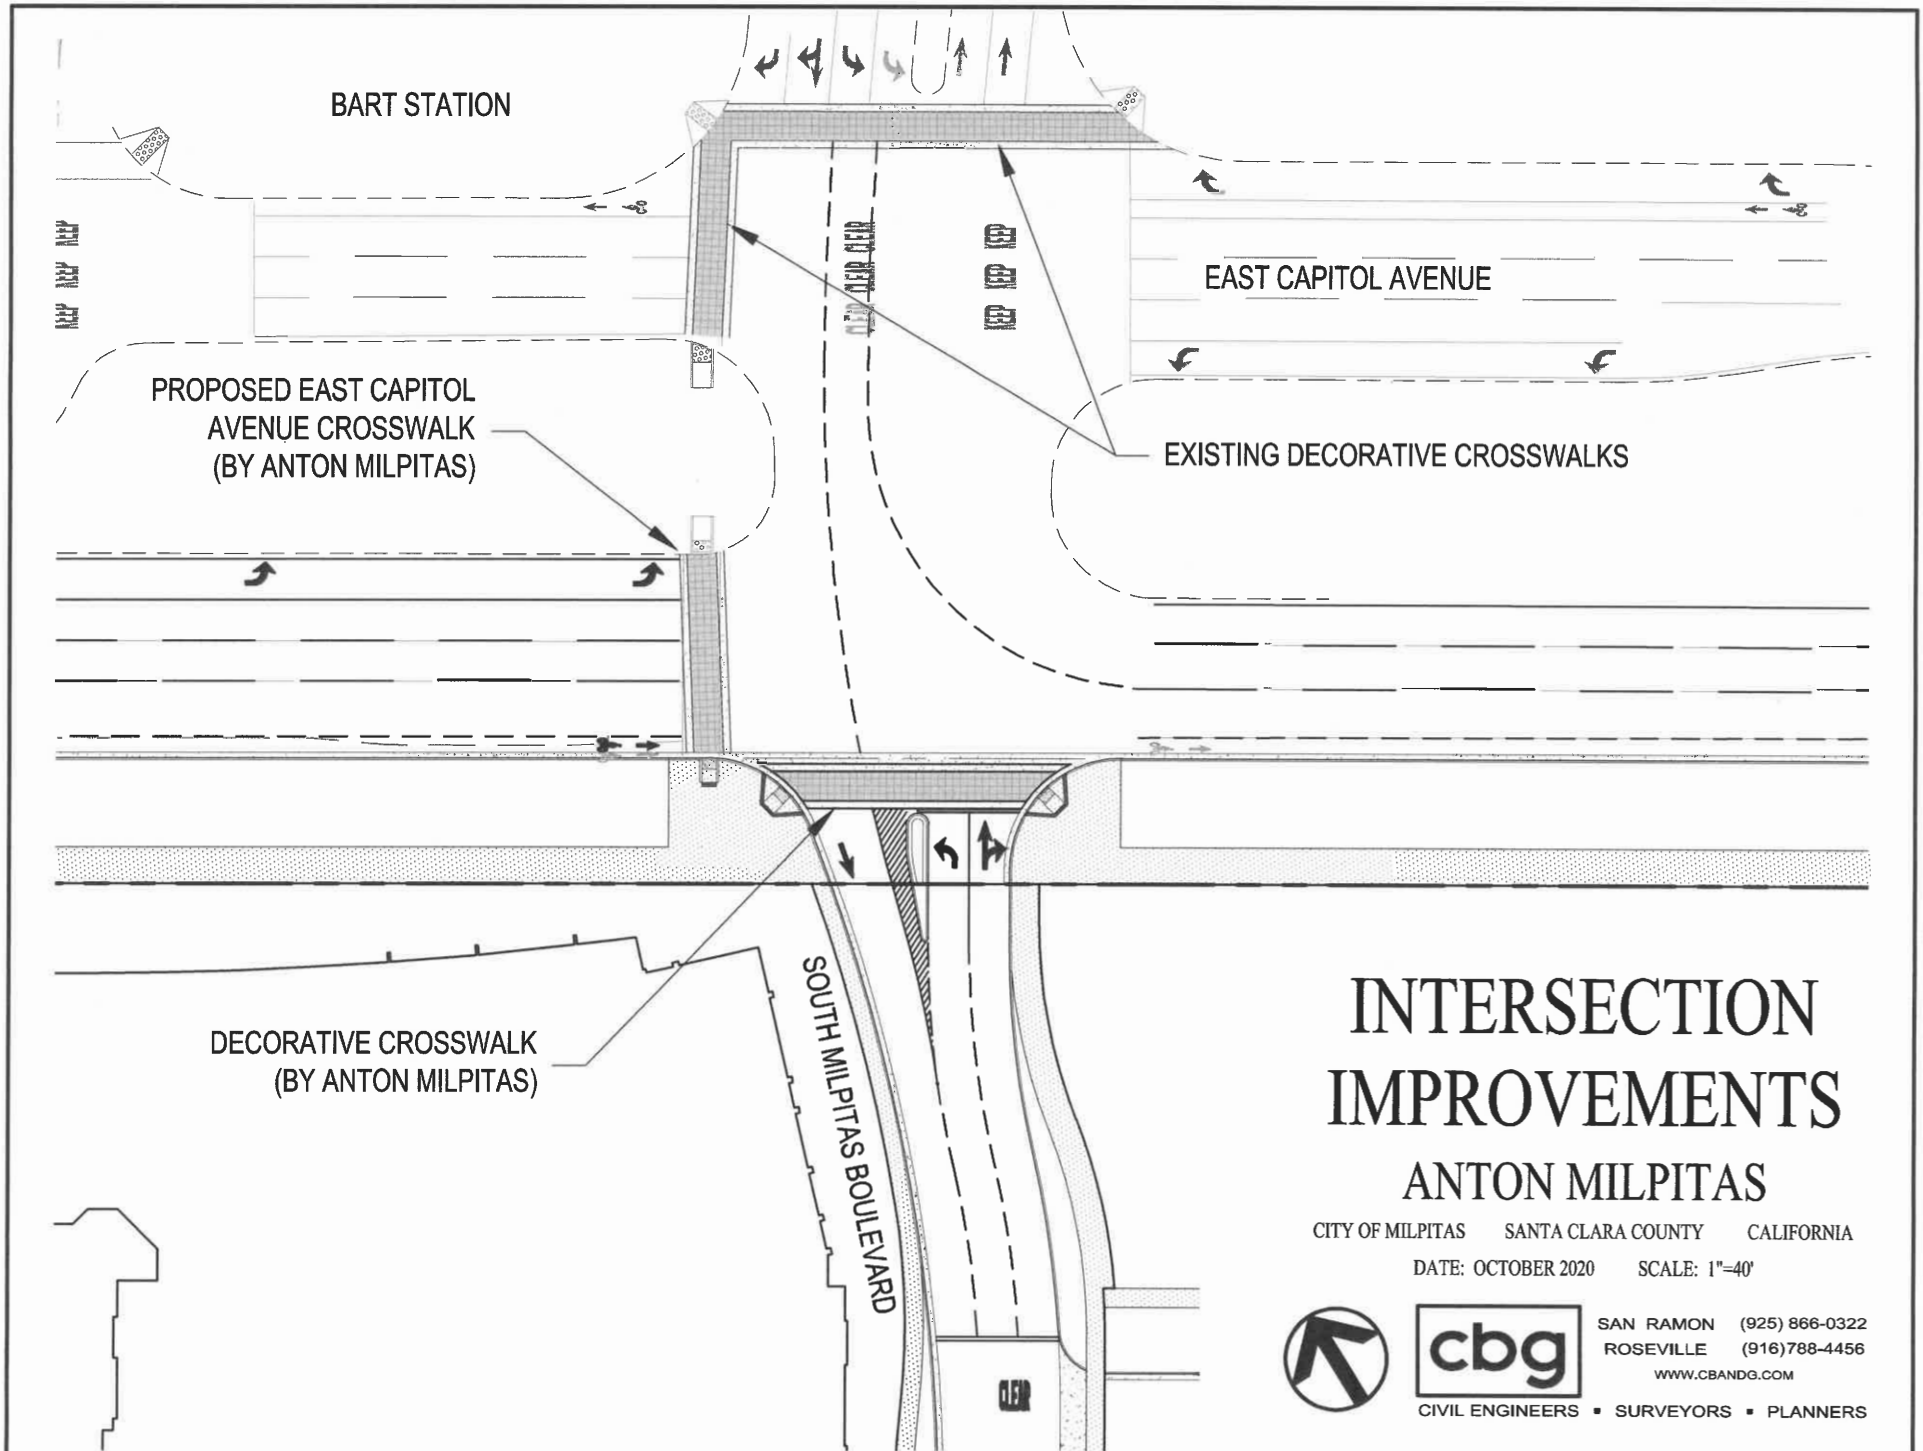 BART STATION
KEEP KEEP KEEP
CLEAR CLEAR CLEAR
KEEP KEEP KEEP
EAST CAPITOL AVENUE
PROPOSED EAST CAPITOL
AVENUE CROSSWALK
(BY ANTON MILPITAS)
EXISTING DECORATIVE CROSSWALKS
DECORATIVE CROSSWALK
(BY ANTON MILPITAS)
SOUTH MILPITAS BOULEVARD
CLEAR
INTERSECTION
IMPROVEMENTS
ANTON MILPITAS
CITY OF MILPITAS SANTA CLARA COUNTY CALIFORNIA
DATE: OCTOBER 2020 SCALE: 1"=40'
cbg
SAN RAMON (925) 866-0322
ROSEVILLE (916)788-4456
WWW.CBANDG.COM
CIVIL ENGINEERS ▪ SURVEYORS ▪ PLANNERS